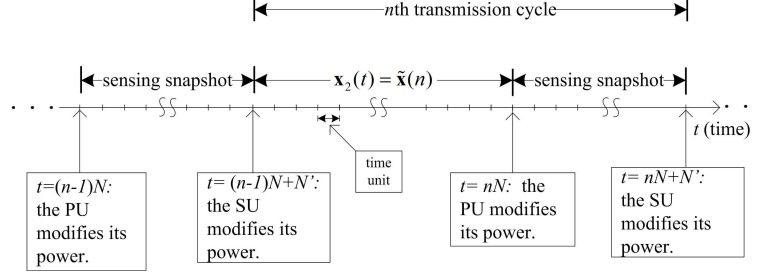 nth transmission cycle
sensing snapshot
x₂(t) = x̃(n)
sensing snapshot
t (time)
time
unit
t=(n-1)N:
the PU
modifies its
power.
t= (n-1)N+N’:
the SU
modifies its
power.
t= nN: the
PU modifies
its power.
t= nN+N’:
the SU
modifies its
power.